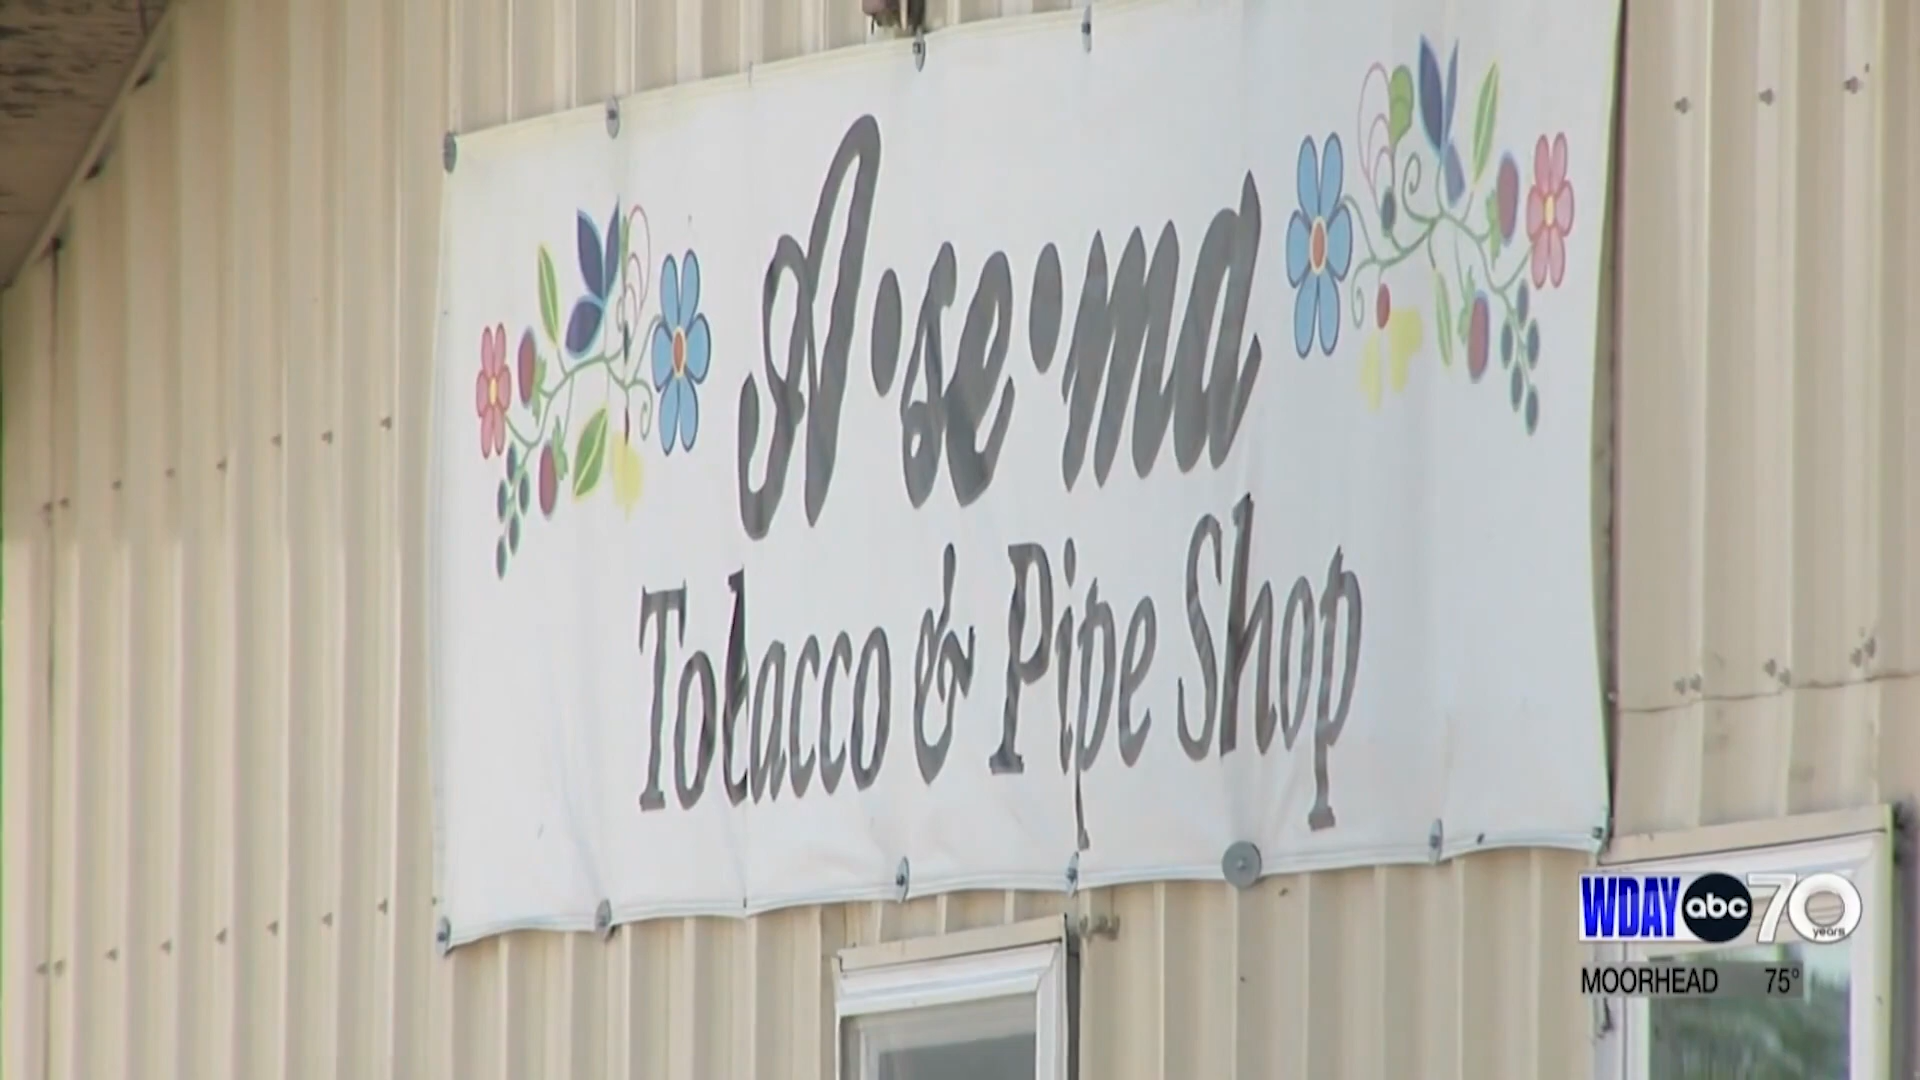 A•se•ma
Tobacco & Pipe Shop
WDAY abc 70
years
MOORHEAD 75°